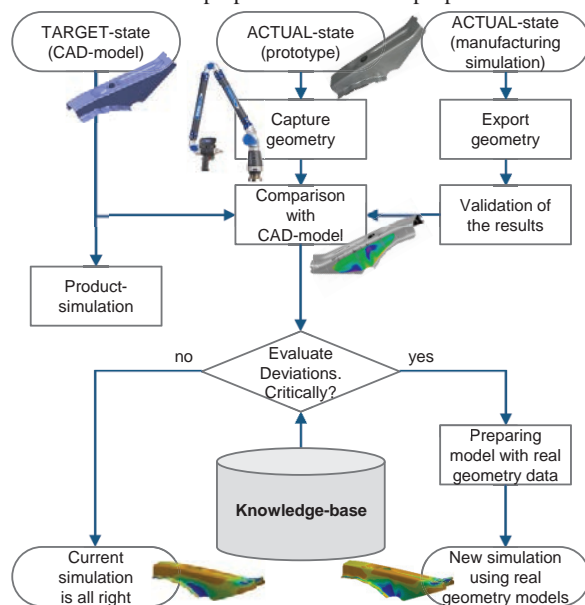 TARGET-state
(CAD-model)
ACTUAL-state
(prototype)
ACTUAL-state
(manufacturing
simulation)
Capture
geometry
Export
geometry
Comparison
with
CAD-model
Validation
of the
results
Product-
simulation
no
Evaluate
Deviations.
Critically?
yes
Preparing
model with real
geometry data
Knowledge-base
Current
simulation
is all right
New simulation
using real
geometry models